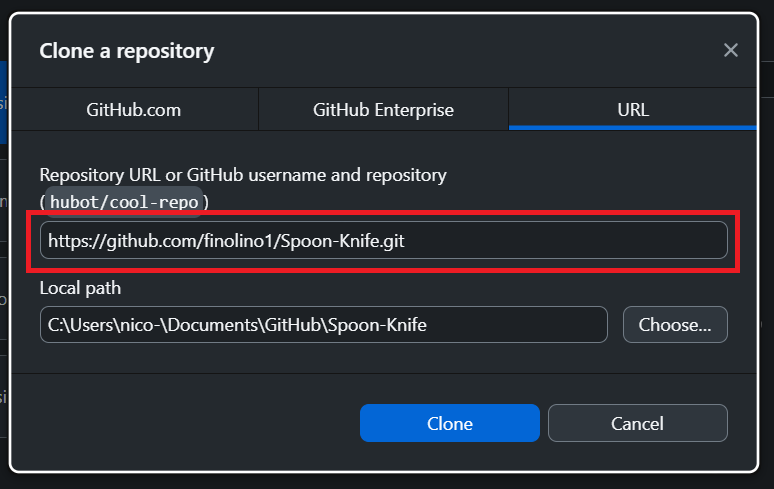 Clone a repository
GitHub.com
GitHub Enterprise
URL
Repository URL or GitHub username and repository
(hubot/cool-repo)
https://github.com/finolino1/Spoon-Knife.git
Local path
C:\Users\nico-\Documents\GitHub\Spoon-Knife
Choose...
Clone
Cancel